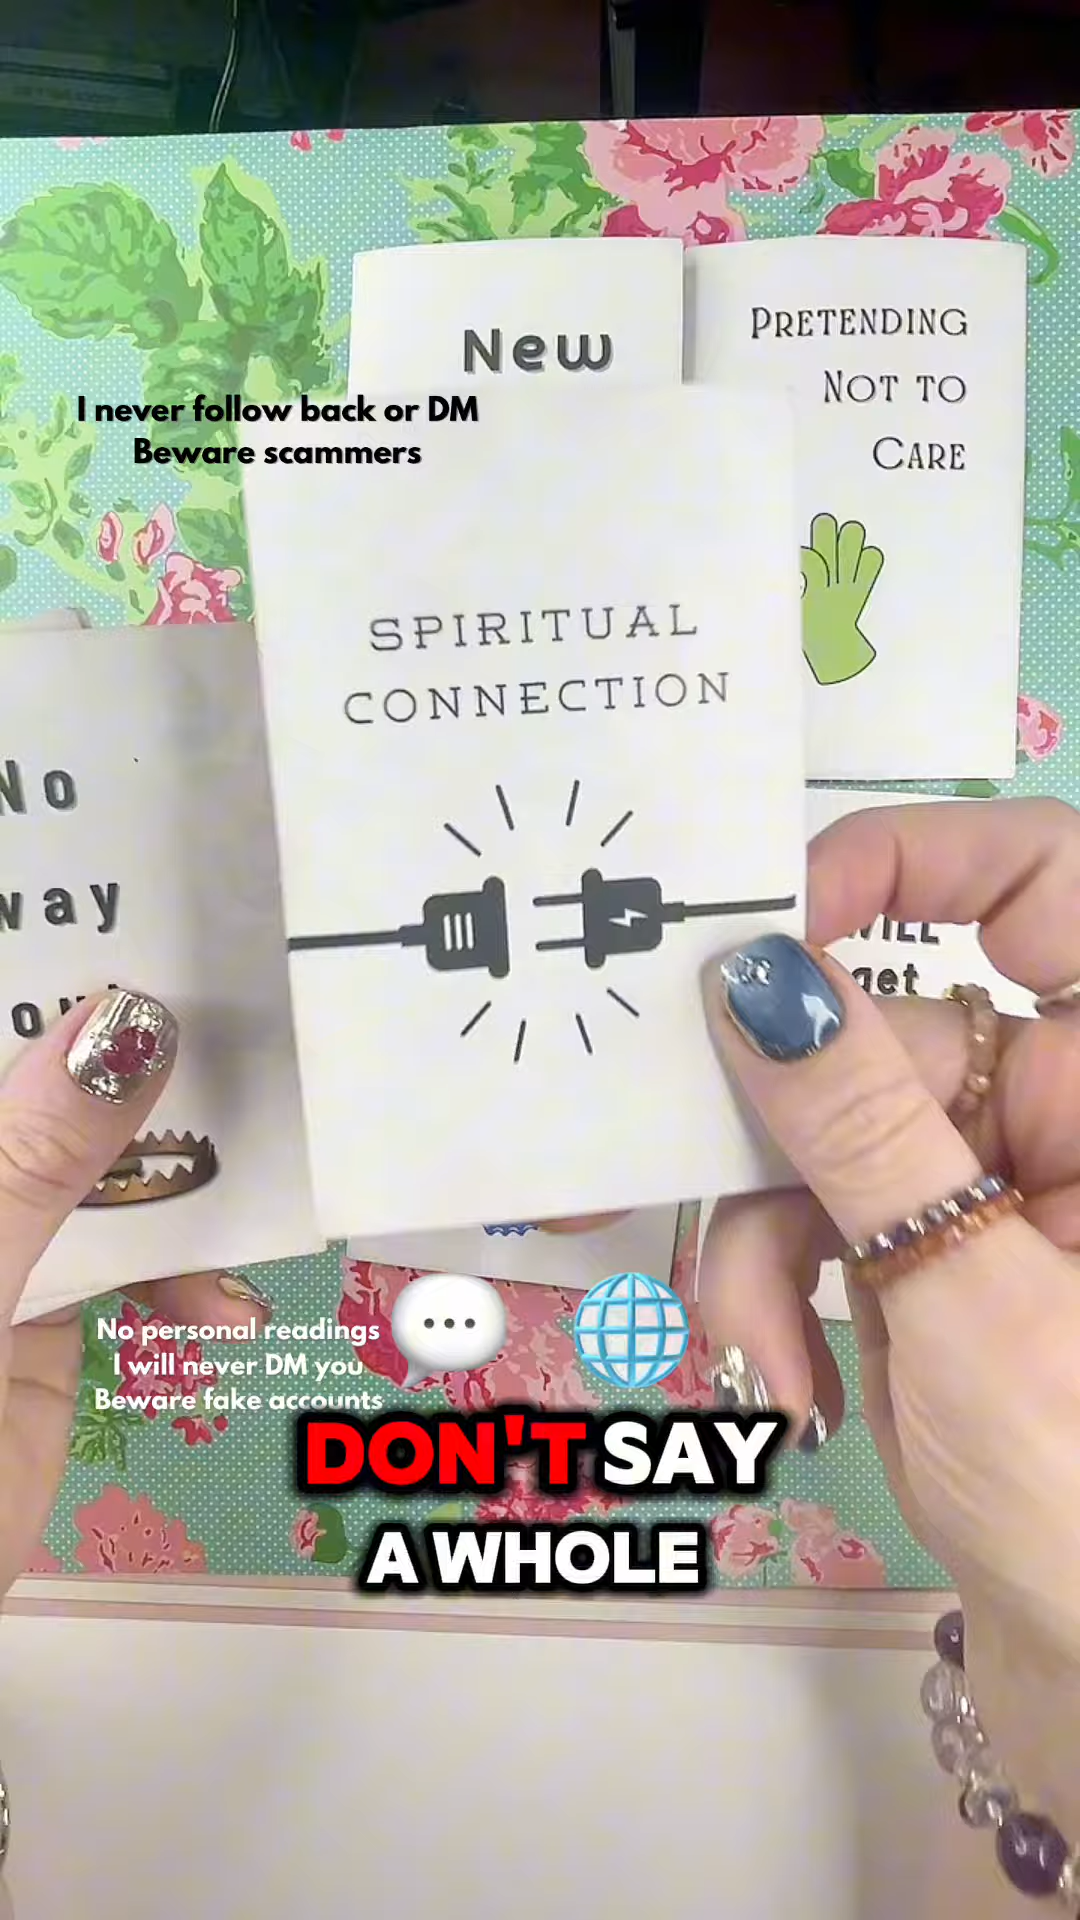 New
PRETENDING
NOT TO
CARE
I never follow back or DM
Beware scammers
SPIRITUAL
CONNECTION
No
way
WILL
get
No personal readings
I will never DM you
Beware fake accounts
DON'T SAY
A WHOLE